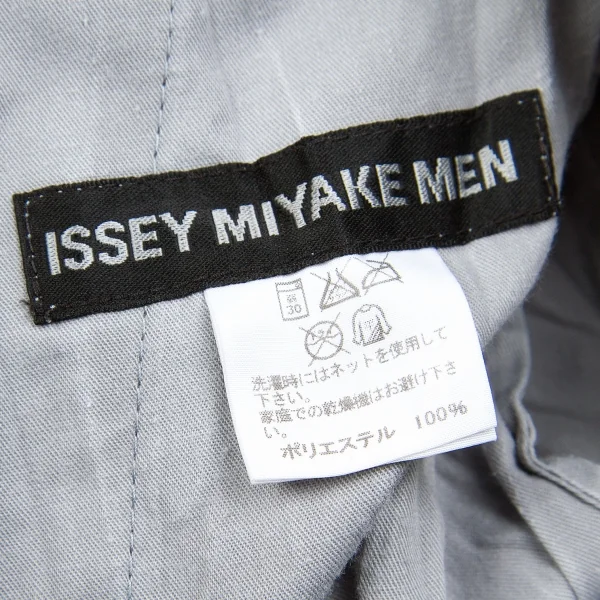 ISSEY MIYAKE MEN
弱
30
洗濯時にはネットを使用して
下さい。
家庭での乾燥機はお避け下さ
い。
ポリエステル 100%